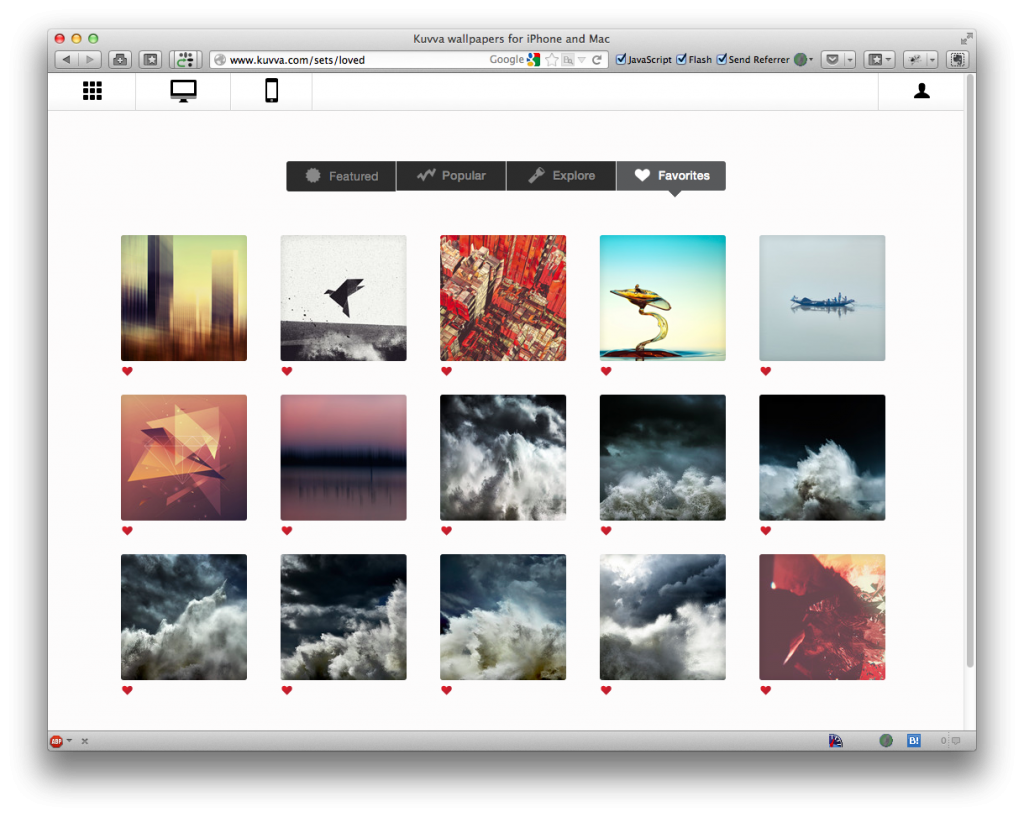 Kuvva wallpapers for iPhone and Mac
www.kuvva.com/sets/loved
Google
JavaScript
Flash
Send Referrer
Featured
Popular
Explore
Favorites
ABP
B!
0